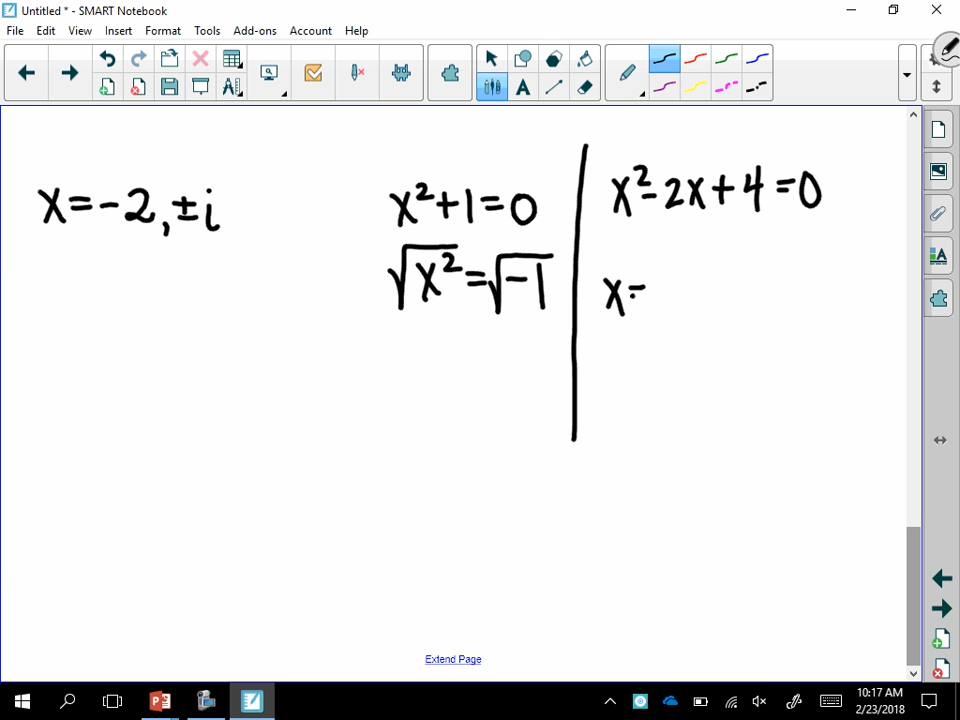 Untitled * - SMART Notebook
File Edit View Insert Format Tools Add-ons Account Help
x=-2,±i
x²+1=0
√x²=√-1
x²-2x+4=0
x=
Extend Page
10:17 AM
2/23/2018